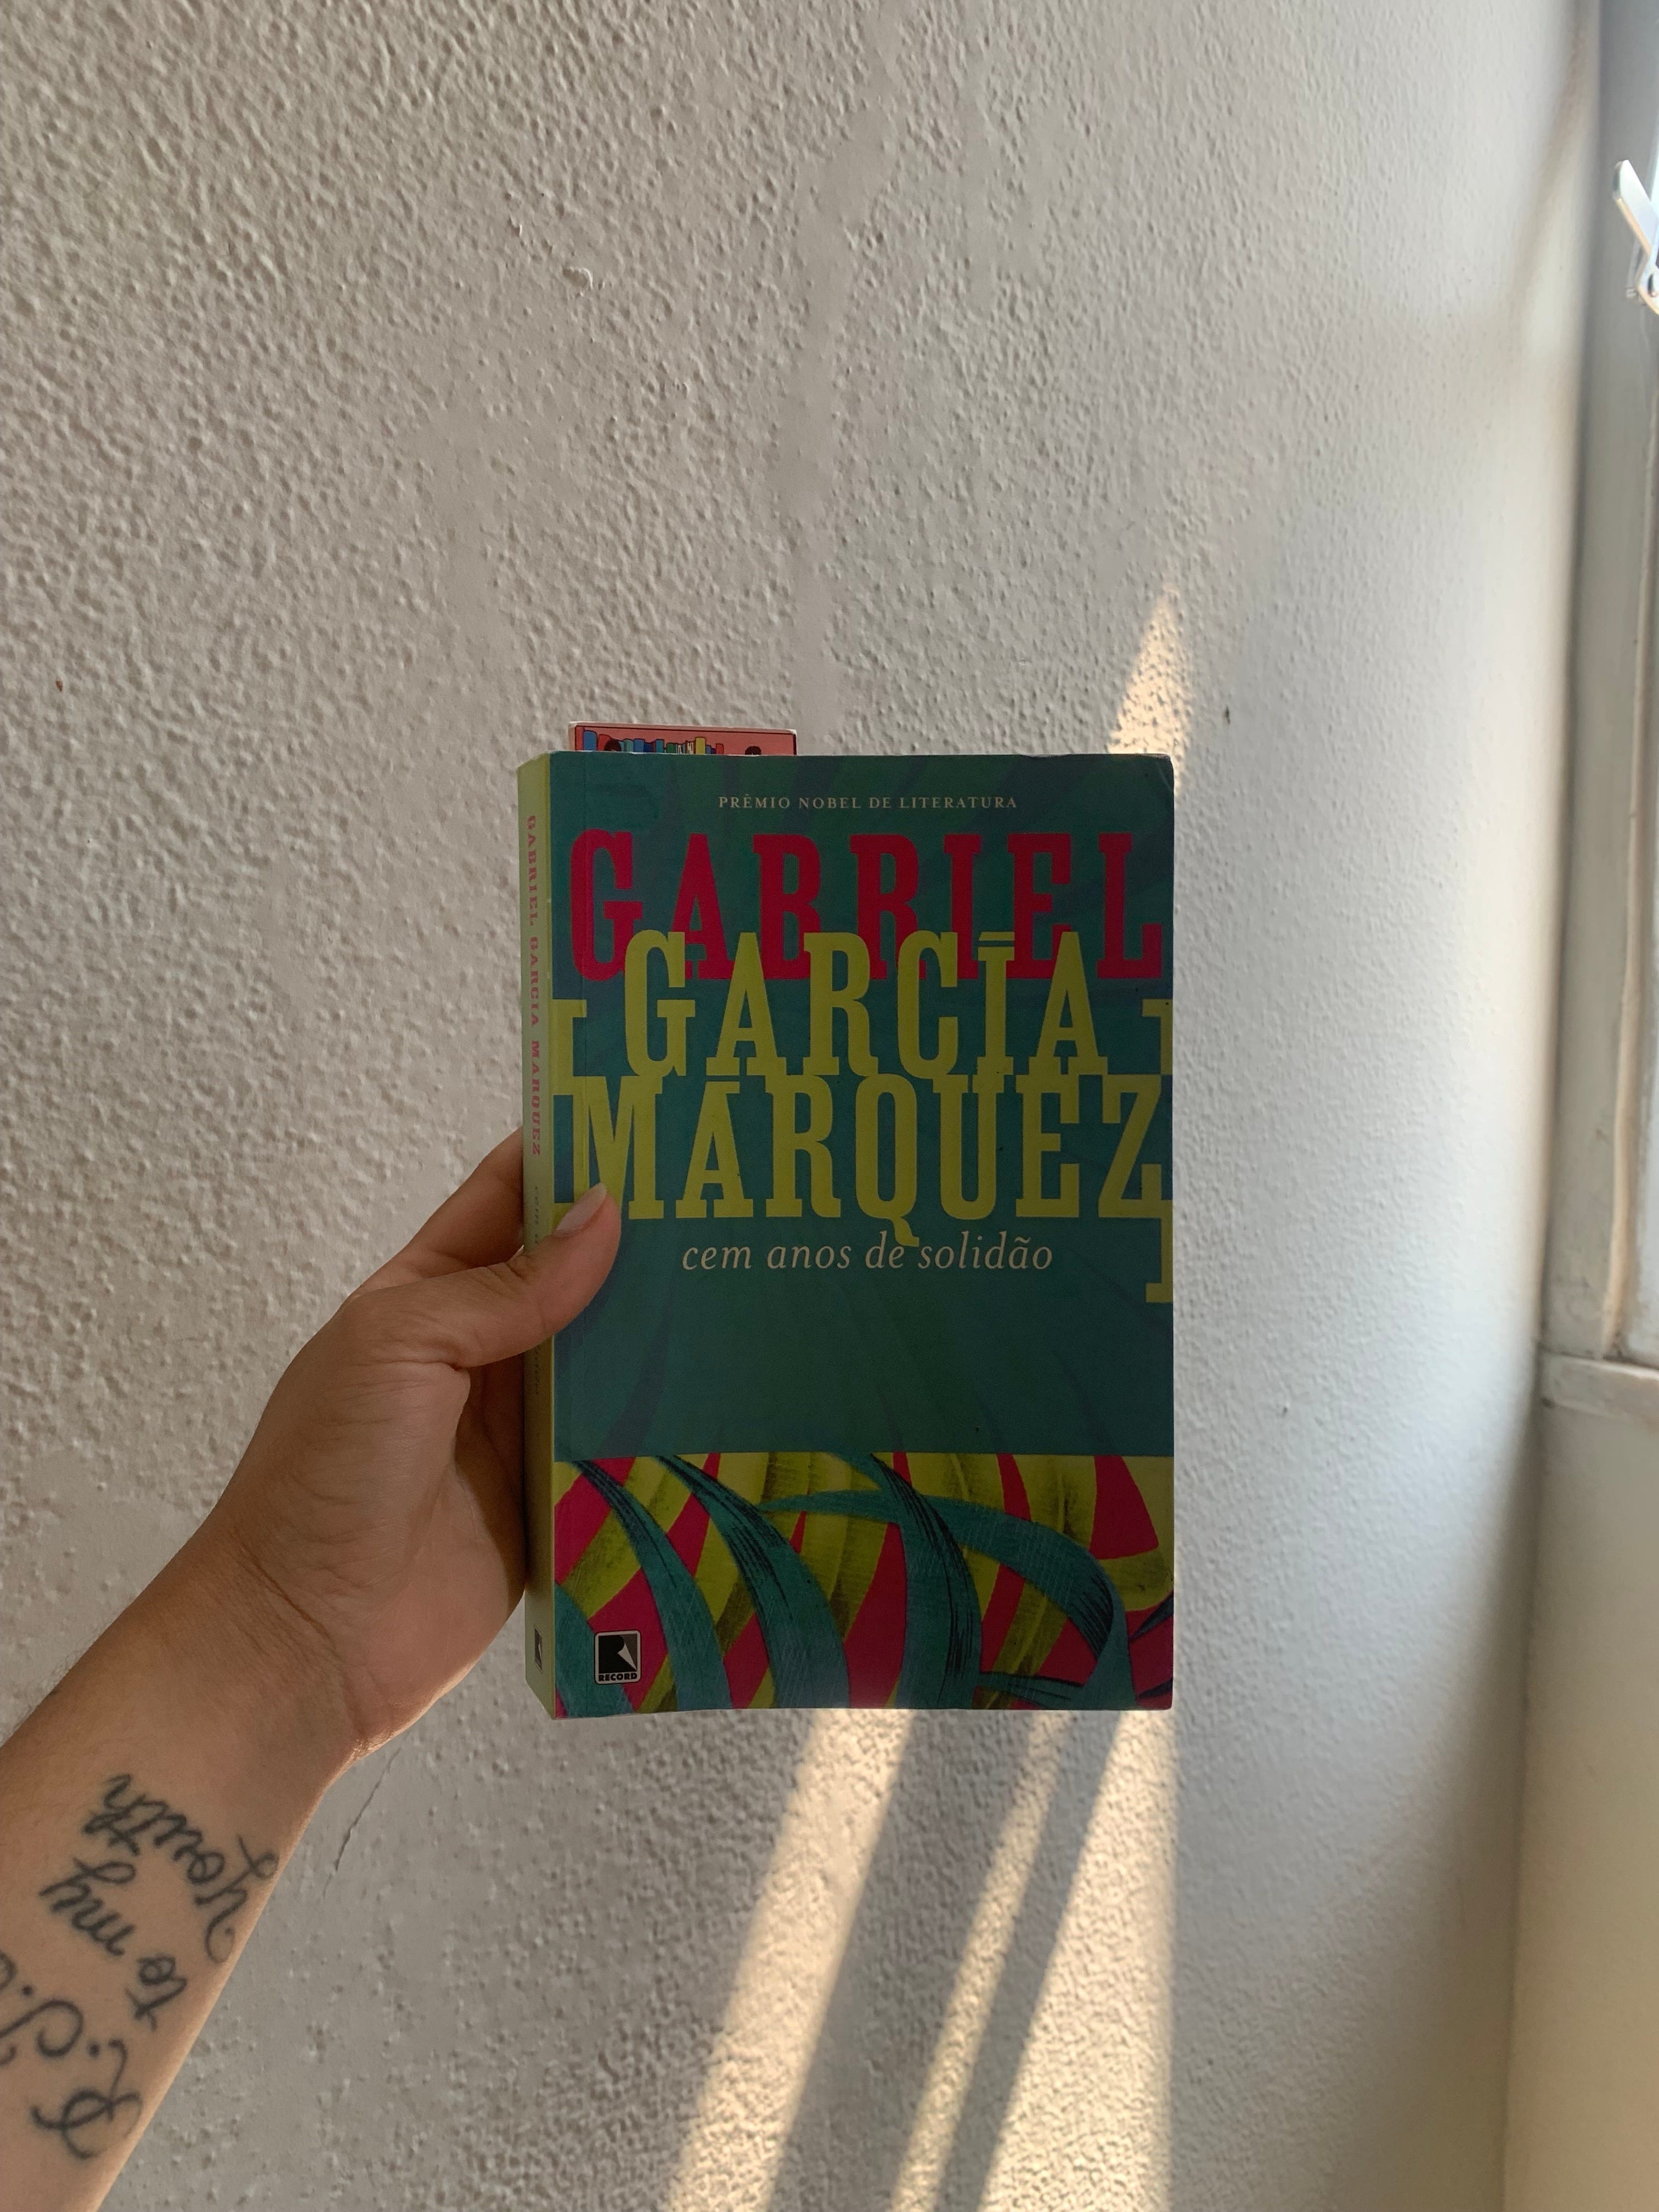 PRÊMIO NOBEL DE LITERATURA
GABRIEL
GARCÍA
MÁRQUEZ
cem anos de solidão
RECORD
GABRIEL GARCÍA MÁRQUEZ
R.I.P.
to my
Youth